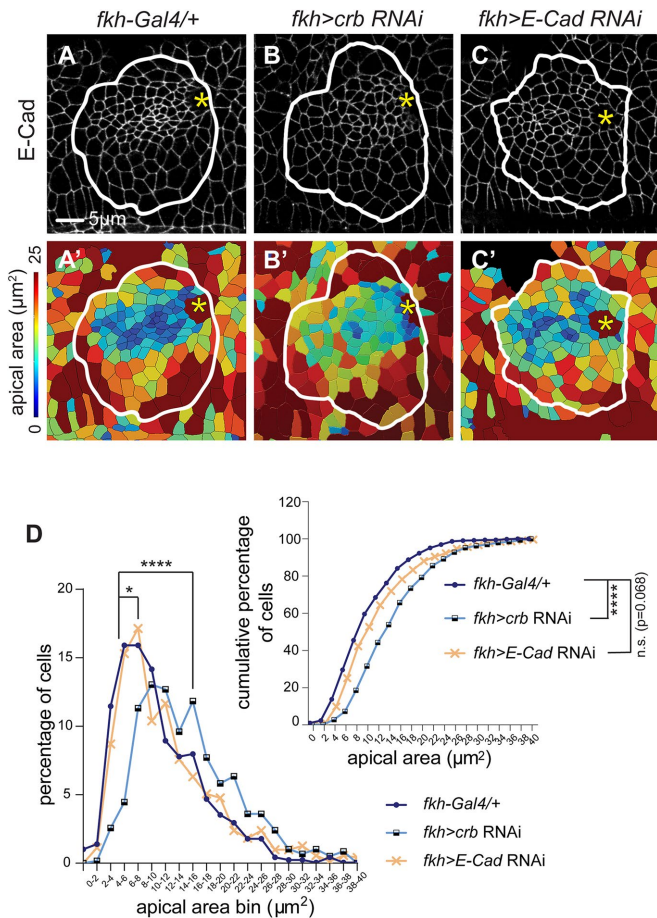 fkh-Gal4/+ fkh>crb RNAi fkh>E-Cad RNAi
A B C
E-Cad
* * *
5μm
A' B' C'
25
apical area (μm²)
0
* * *
D
120
100
80
60
40
20
0
cumulative percentage
of cells
0 2 4 6 8 10 12 14 16 18 20 22 24 26 28 30 32 34 36 38 40
apical area (μm²)
fkh-Gal4/+
fkh>crb RNAi
fkh>E-Cad RNAi
****
n.s. (p=0.068)
****
*
20
15
10
5
0
percentage of cells
0-2 2-4 4-6 6-8 8-10 10-12 12-14 14-16 16-18 18-20 20-22 22-24 24-26 26-28 28-30 30-32 32-34 34-36 36-38 38-40
apical area bin (μm²)
fkh-Gal4/+
fkh>crb RNAi
fkh>E-Cad RNAi